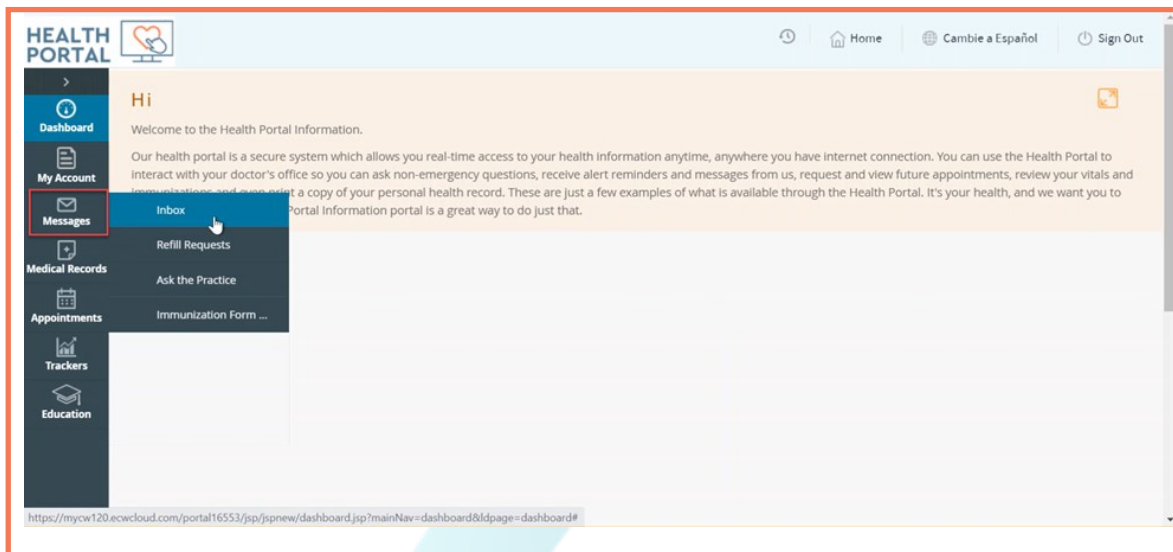 HEALTH
PORTAL
Home
Cambie a Español
Sign Out
>
Dashboard
My Account
Messages
Medical Records
Appointments
Trackers
Education
Hi
Welcome to the Health Portal Information.
Our health portal is a secure system which allows you real-time access to your health information anytime, anywhere you have internet connection. You can use the Health Portal to
interact with your doctor's office so you can ask non-emergency questions, receive alert reminders and messages from us, request and view future appointments, review your vitals and
immunizations and even print a copy of your personal health record. These are just a few examples of what is available through the Health Portal. It's your health, and we want you to
Portal Information portal is a great way to do just that.
Inbox
Refill Requests
Ask the Practice
Immunization Form ...
https://mycw120.ecwcloud.com/portal16553/jsp/jspnew/dashboard.jsp?mainNav=dashboard&ldpage=dashboard#